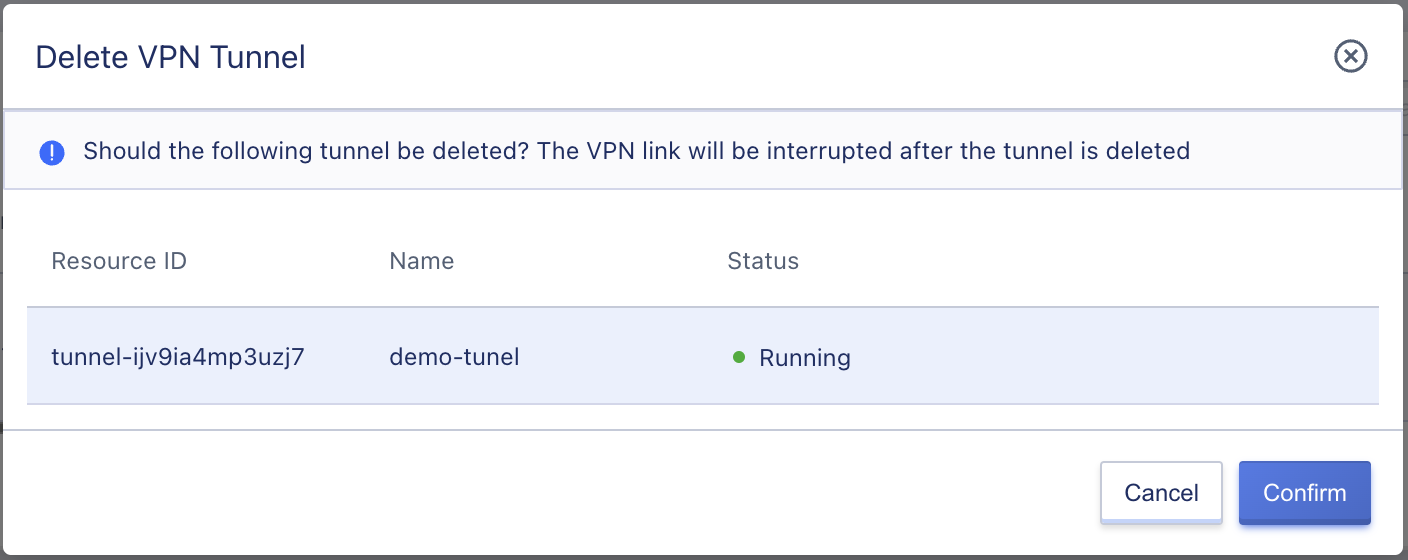 Delete VPN Tunnel
Should the following tunnel be deleted? The VPN link will be interrupted after the tunnel is deleted
Resource ID Name Status
tunnel-ijv9ia4mp3uzj7 demo-tunel Running
Cancel Confirm